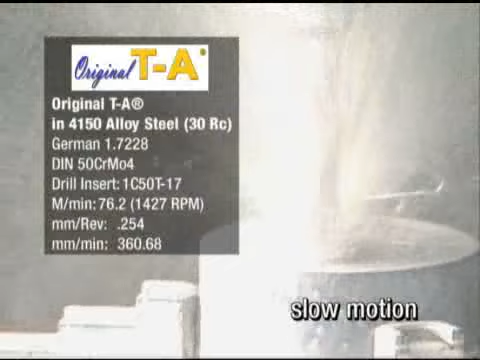 Original T-A®
Original T-A®
in 4150 Alloy Steel (30 Rc)
German 1.7228
DIN 50CrMo4
Drill Insert: 1C50T-17
M/min: 76.2 (1427 RPM)
mm/Rev: .254
mm/min: 360.68
slow motion